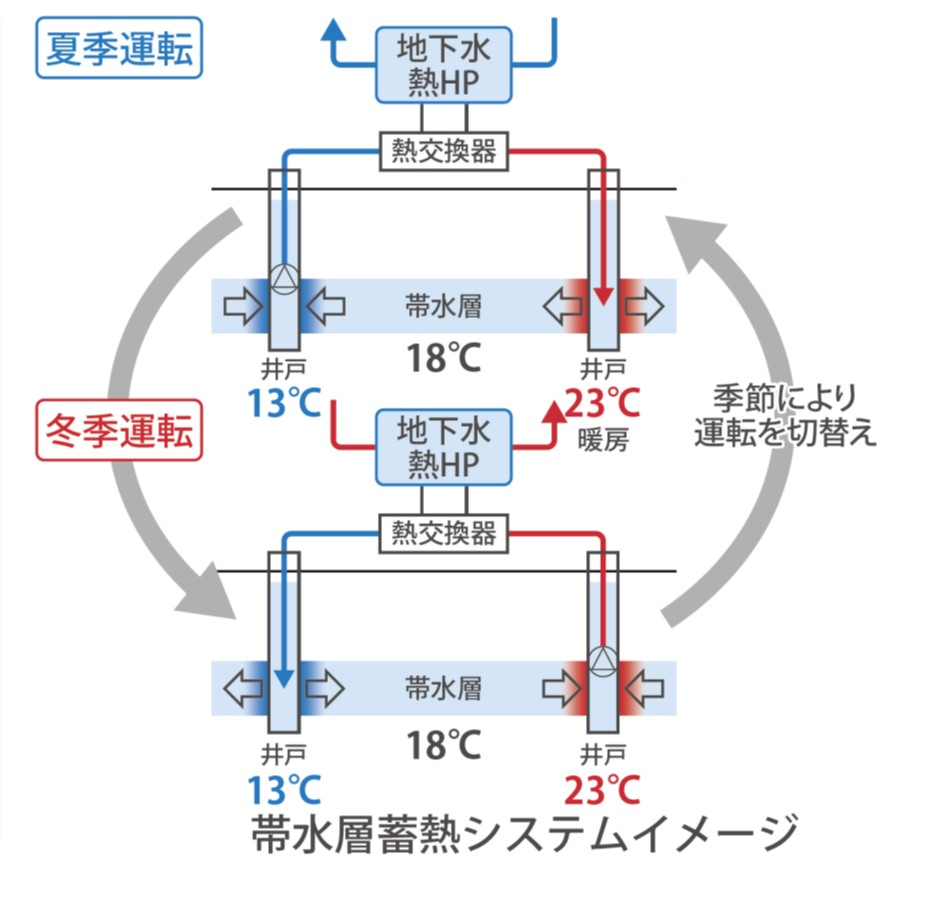 夏季運転
地下水
熱HP
熱交換器
帯水層
18℃
井戸
13℃
井戸
23℃
暖房
季節により
運転を切替え
冬季運転
地下水
熱HP
熱交換器
帯水層
18℃
井戸
13℃
井戸
23℃
帯水層蓄熱システムイメージ